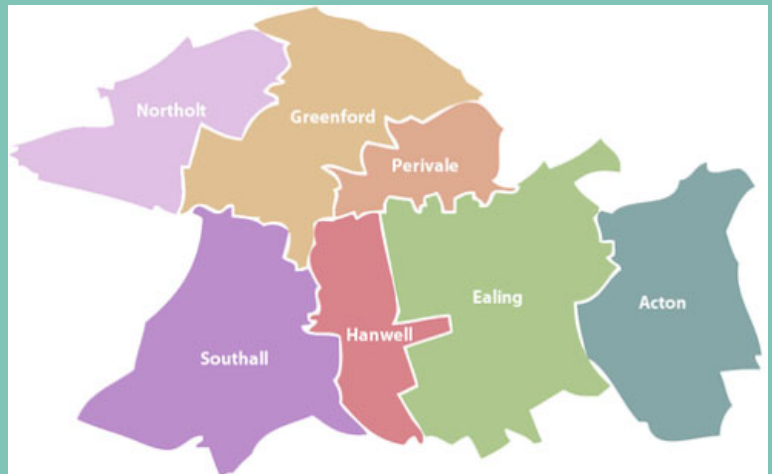 Northolt
Greenford
Perivale
Ealing
Acton
Hanwell
Southall